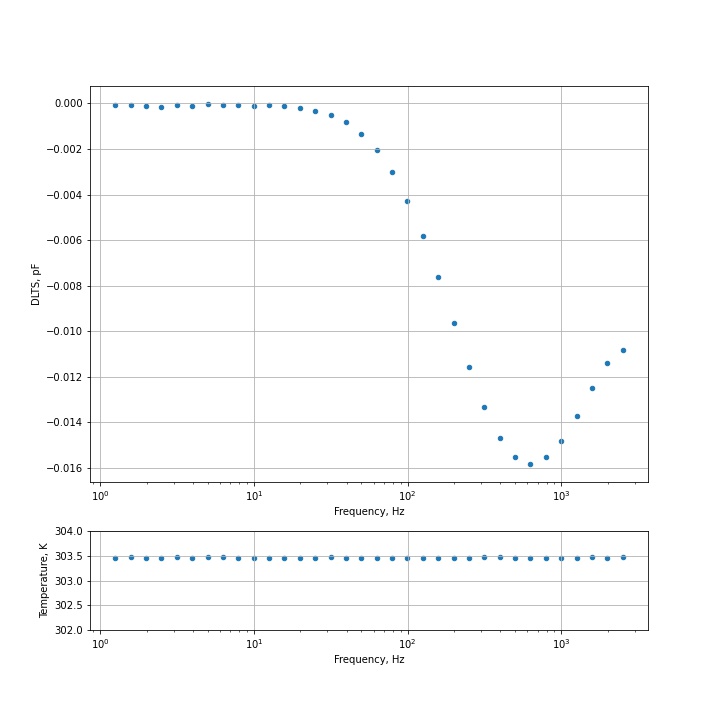 0.000
−0.002
−0.004
−0.006
−0.008
−0.010
−0.012
−0.014
−0.016
DLTS, pF
10⁰ 10¹ 10² 10³
Frequency, Hz
304.0
303.5
303.0
302.5
302.0
Temperature, K
10⁰ 10¹ 10² 10³
Frequency, Hz